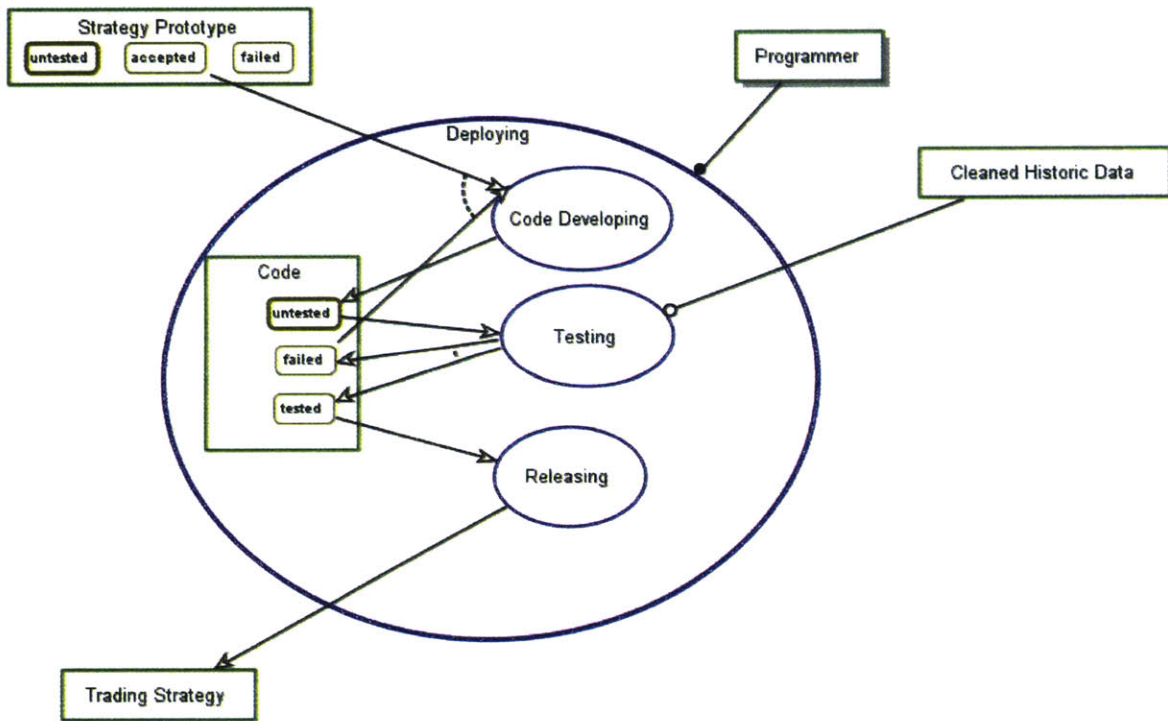 Strategy Prototype
untested accepted failed
Programmer
Deploying
Cleaned Historic Data
Code Developing
Code
untested
Testing
failed
tested
Releasing
Trading Strategy